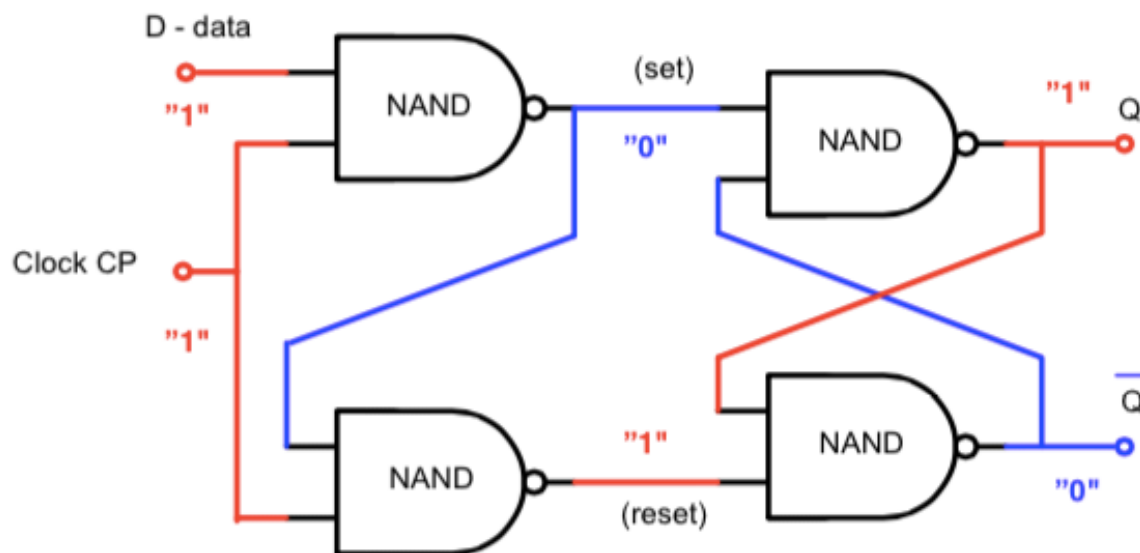 D - data
"1"
NAND
(set)
"0"
NAND
"1"
Q
Clock CP
"1"
NAND
"1"
(reset)
NAND
Q̅
"0"